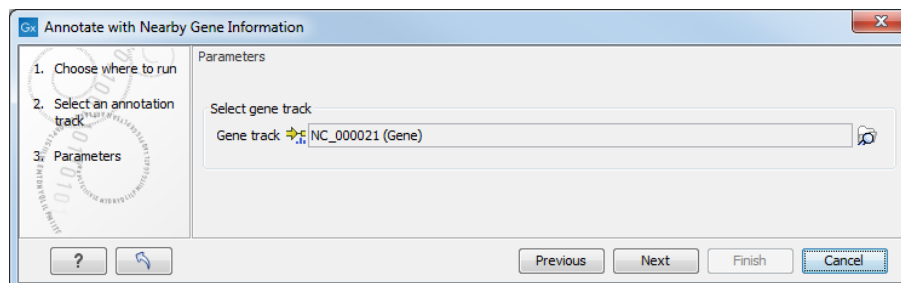 Gx Annotate with Nearby Gene Information
1. Choose where to run
2. Select an annotation
track
3. Parameters
Parameters
Select gene track
Gene track NC_000021 (Gene)
? Previous Next Finish Cancel